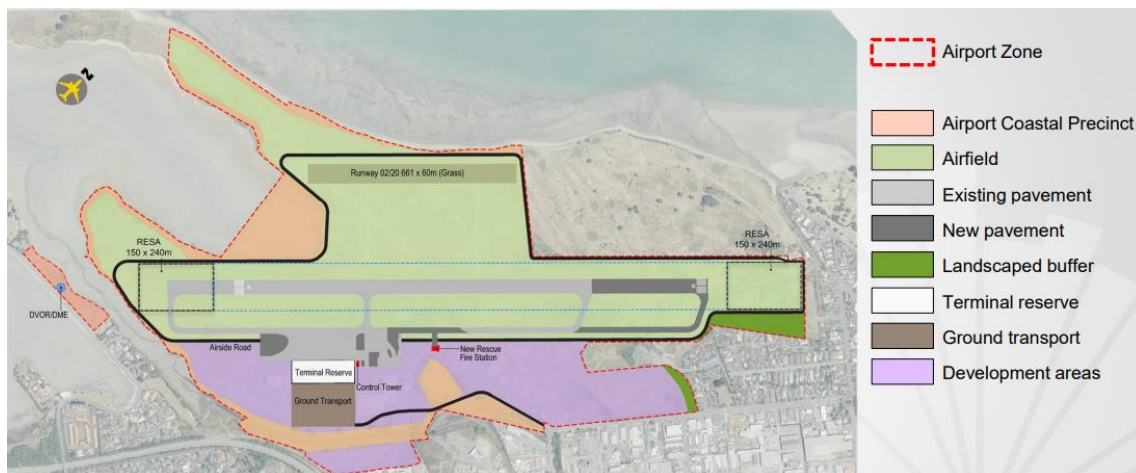 N
Runway 02/20 661 x 60m (Grass)
RESA
150 x 240m
RESA
150 x 240m
DVOR/DME
Airside Road
New Rescue
Fire Station
Terminal Reserve
Control Tower
Ground Transport
Airport Zone
Airport Coastal Precinct
Airfield
Existing pavement
New pavement
Landscaped buffer
Terminal reserve
Ground transport
Development areas